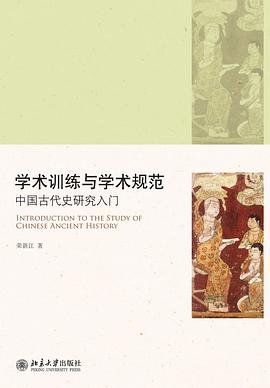 学术训练与学术规范
中国古代史研究入门
INTRODUCTION TO THE STUDY OF
CHINESE ANCIENT HISTORY
荣新江 著
北京大学出版社
PEKING UNIVERSITY PRESS